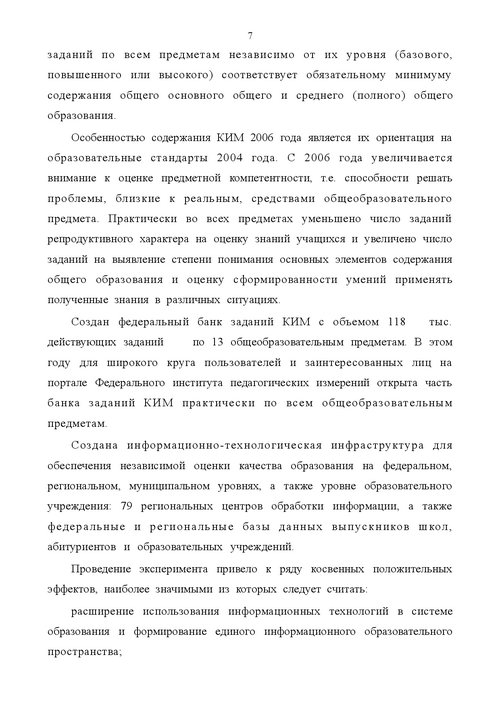 7
заданий по всем предметам независимо от их уровня (базового,
повышенного или высокого) соответствует обязательному минимуму
содержания общего основного общего и среднего (полного) общего
образования.
Особенностью содержания КИМ 2006 года является их ориентация на
образовательные стандарты 2004 года. С 2006 года увеличивается
внимание к оценке предметной компетентности, т.е. способности решать
проблемы, близкие к реальным, средствами общеобразовательного
предмета. Практически во всех предметах уменьшено число заданий
репродуктивного характера на оценку знаний учащихся и увеличено число
заданий на выявление степени понимания основных элементов содержания
общего образования и оценку сформированности умений применять
полученные знания в различных ситуациях.
Создан федеральный банк заданий КИМ с объемом 118 тыс.
действующих заданий по 13 общеобразовательным предметам. В этом
году для широкого круга пользователей и заинтересованных лиц на
портале Федерального института педагогических измерений открыта часть
банка заданий КИМ практически по всем общеобразовательным
предметам.
Создана информационно-технологическая инфраструктура для
обеспечения независимой оценки качества образования на федеральном,
региональном, муниципальном уровнях, а также уровне образовательного
учреждения: 79 региональных центров обработки информации, а также
федеральные и региональные базы данных выпускников школ,
абитуриентов и образовательных учреждений.
Проведение эксперимента привело к ряду косвенных положительных
эффектов, наиболее значимыми из которых следует считать:
расширение использования информационных технологий в системе
образования и формирование единого информационного образовательного
пространства;